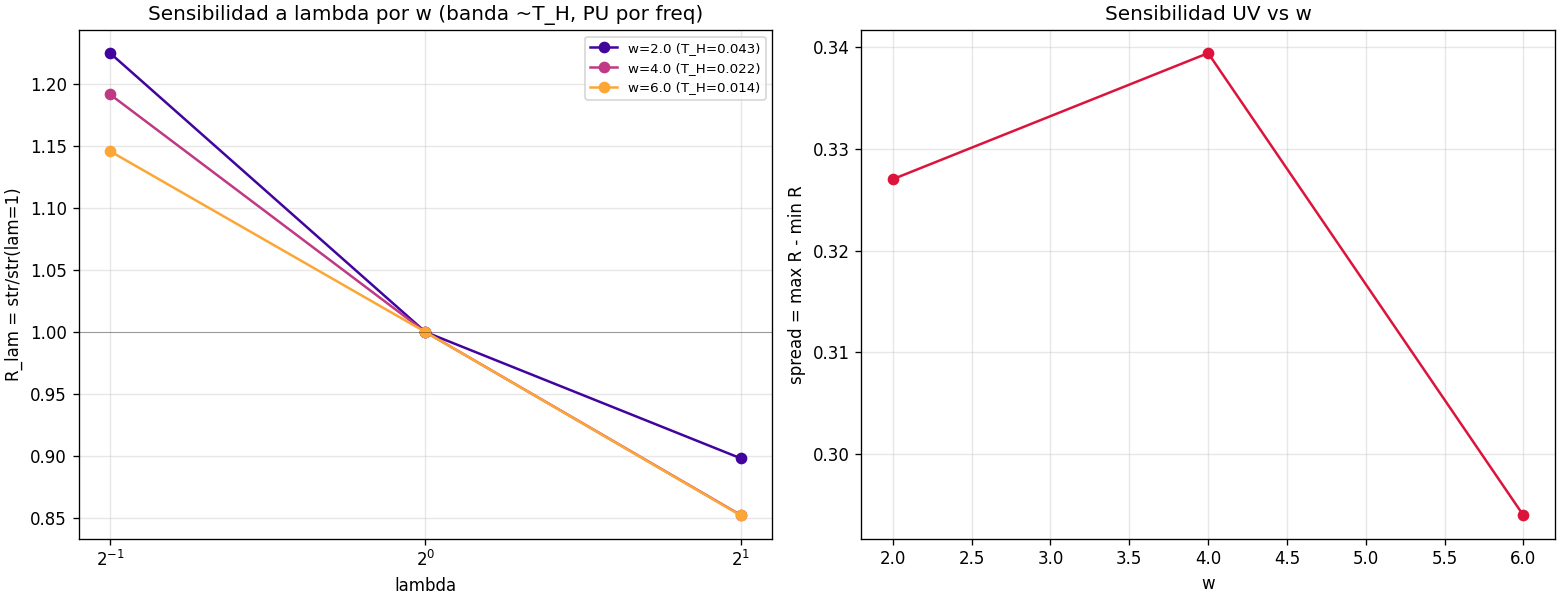 Sensibilidad a lambda por w (banda ~T_H, PU por freq)
R_lam = str/str(lam=1)
1.20
1.15
1.10
1.05
1.00
0.95
0.90
0.85
w=2.0 (T_H=0.043)
w=4.0 (T_H=0.022)
w=6.0 (T_H=0.014)
2⁻¹ 2⁰ 2¹
lambda
Sensibilidad UV vs w
spread = max R - min R
0.34
0.33
0.32
0.31
0.30
2.0 2.5 3.0 3.5 4.0 4.5 5.0 5.5 6.0
w